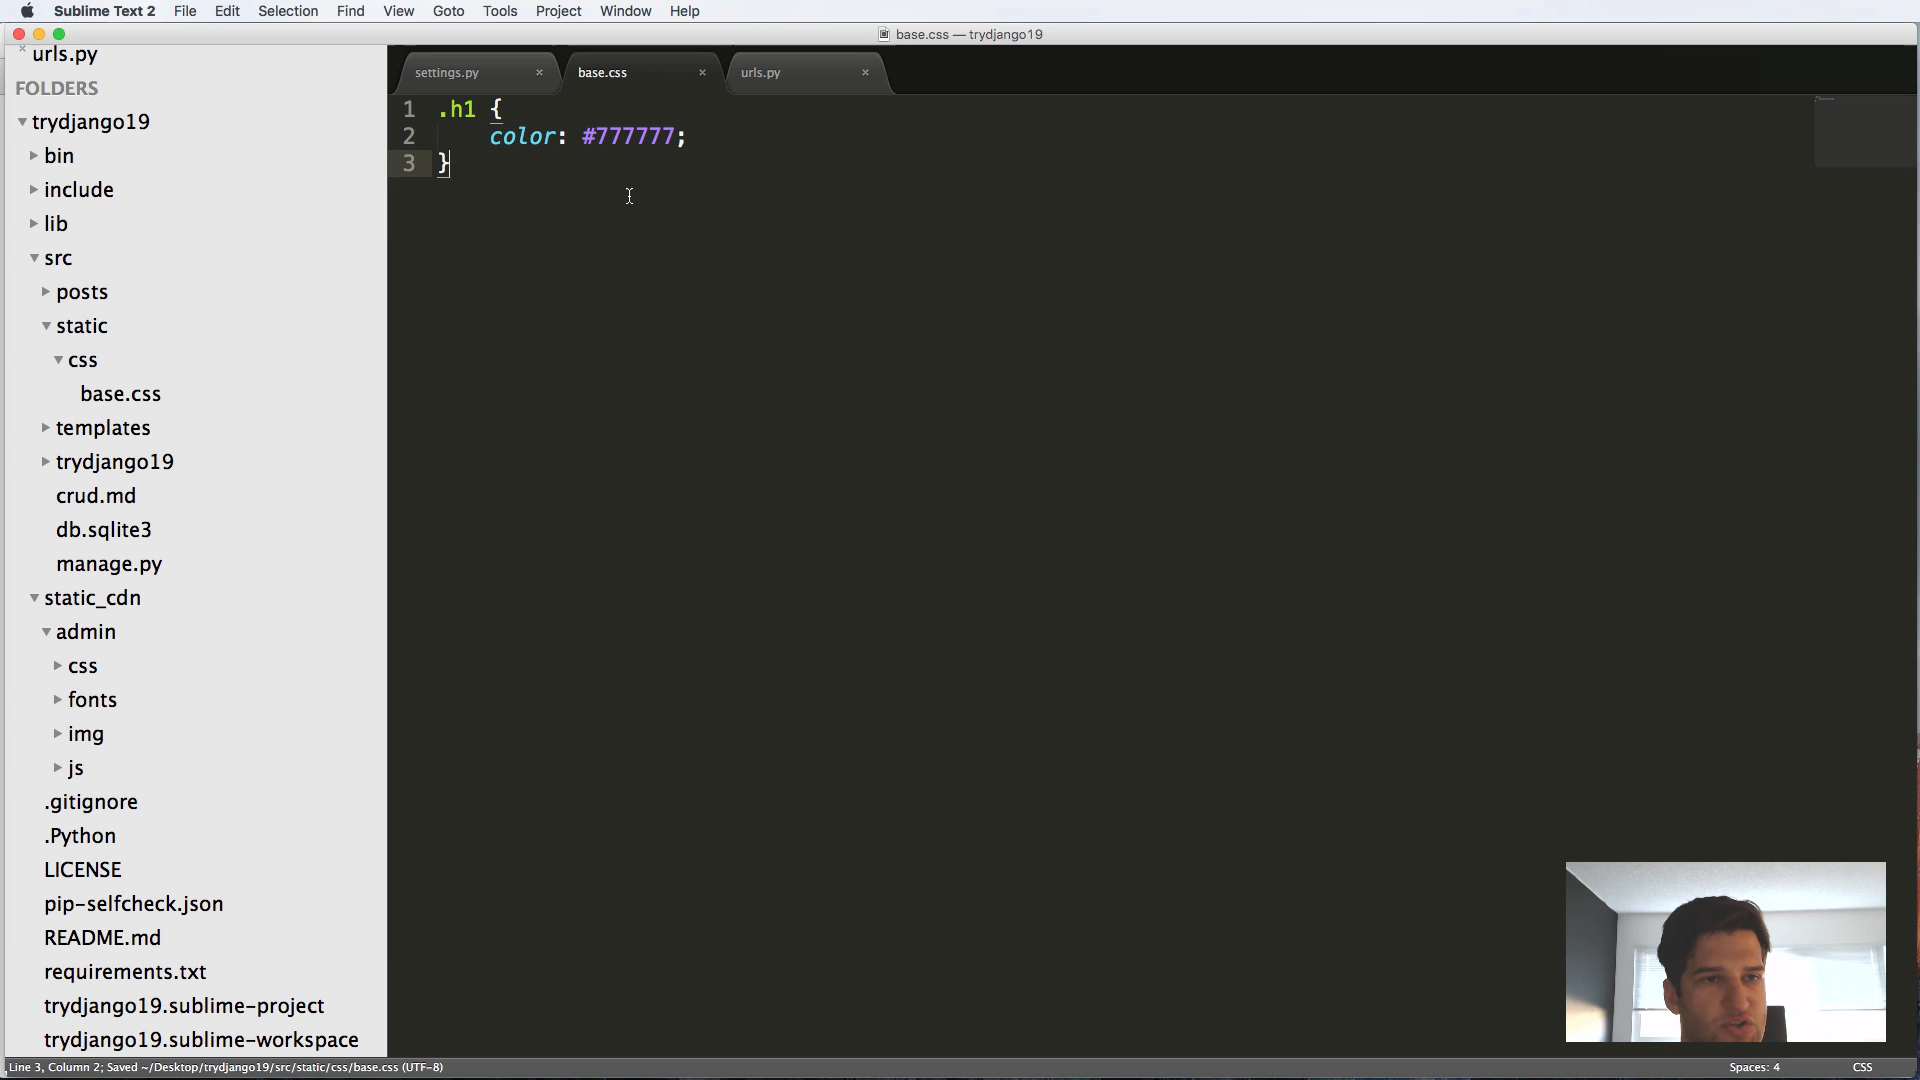 Sublime Text 2 File Edit Selection Find View Goto Tools Project Window Help
base.css — trydjango19
urls.py
FOLDERS
trydjango19
bin
include
lib
src
posts
static
css
base.css
templates
trydjango19
crud.md
db.sqlite3
manage.py
static_cdn
admin
css
fonts
img
js
.gitignore
.Python
LICENSE
pip-selfcheck.json
README.md
requirements.txt
trydjango19.sublime-project
trydjango19.sublime-workspace
settings.py × base.css × urls.py ×
1 .h1 {
2 color: #777777;
3 }
Line 3, Column 2; Saved ~/Desktop/trydjango19/src/static/css/base.css (UTF-8) Spaces: 4 CSS